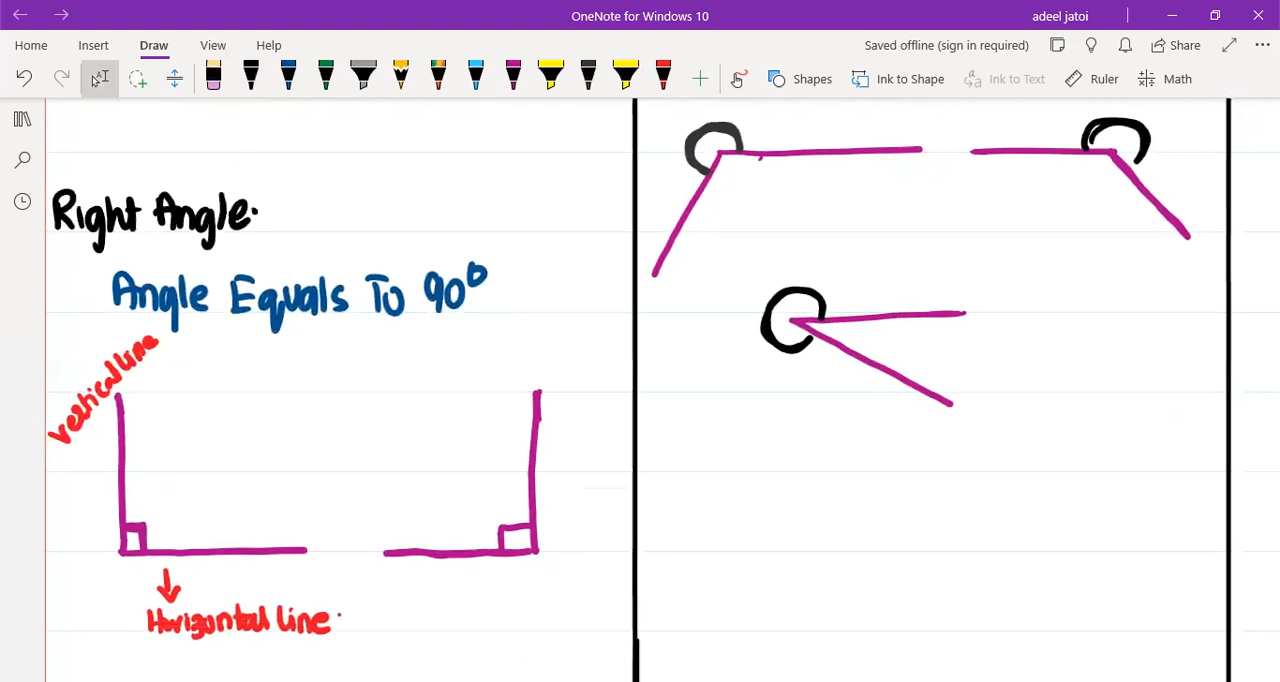 OneNote for Windows 10
adeel jatoi
Home Insert Draw View Help
Saved offline (sign in required) Share
Shapes Ink to Shape Ink to Text Ruler Math
Right Angle.
Angle Equals To 90°
vertical line
Horizontal line